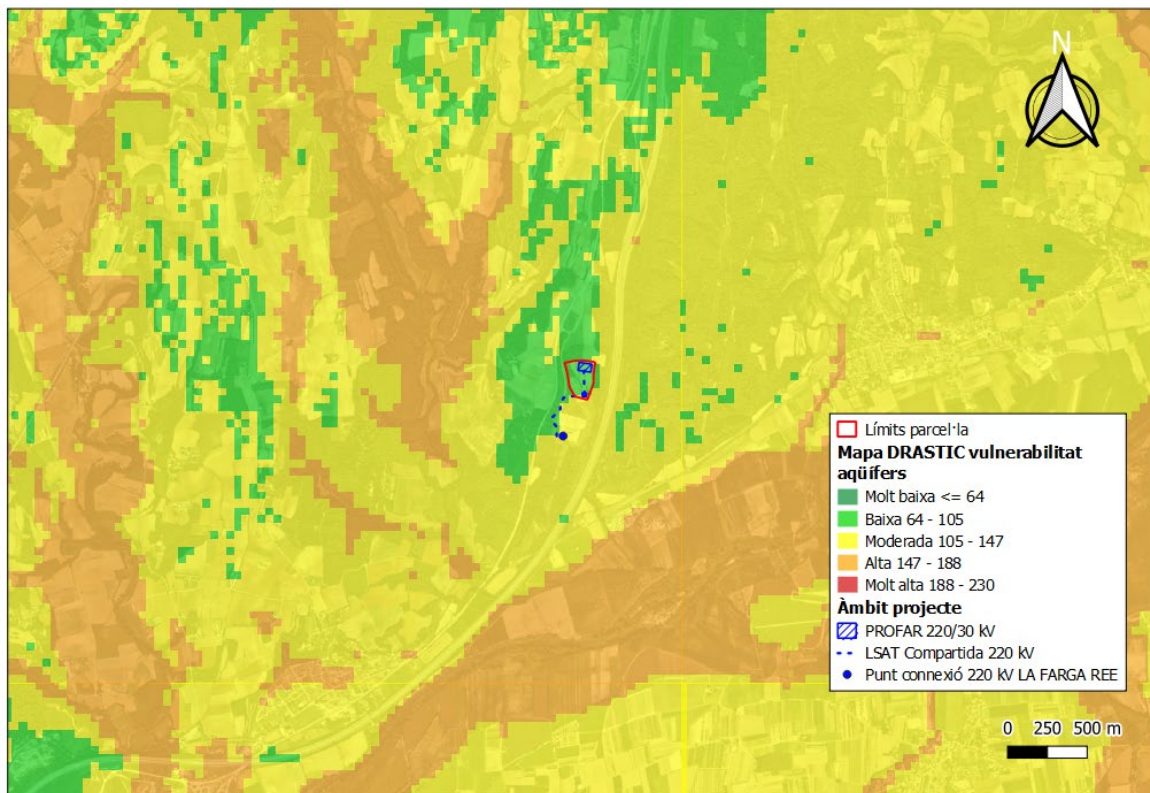 N
Límits parcel·la
Mapa DRASTIC vulnerabilitat
aqüífers
Molt baixa <= 64
Baixa 64 - 105
Moderada 105 - 147
Alta 147 - 188
Molt alta 188 - 230
Àmbit projecte
PROFAR 220/30 kV
LSAT Compartida 220 kV
Punt connexió 220 kV LA FARGA REE
0 250 500 m